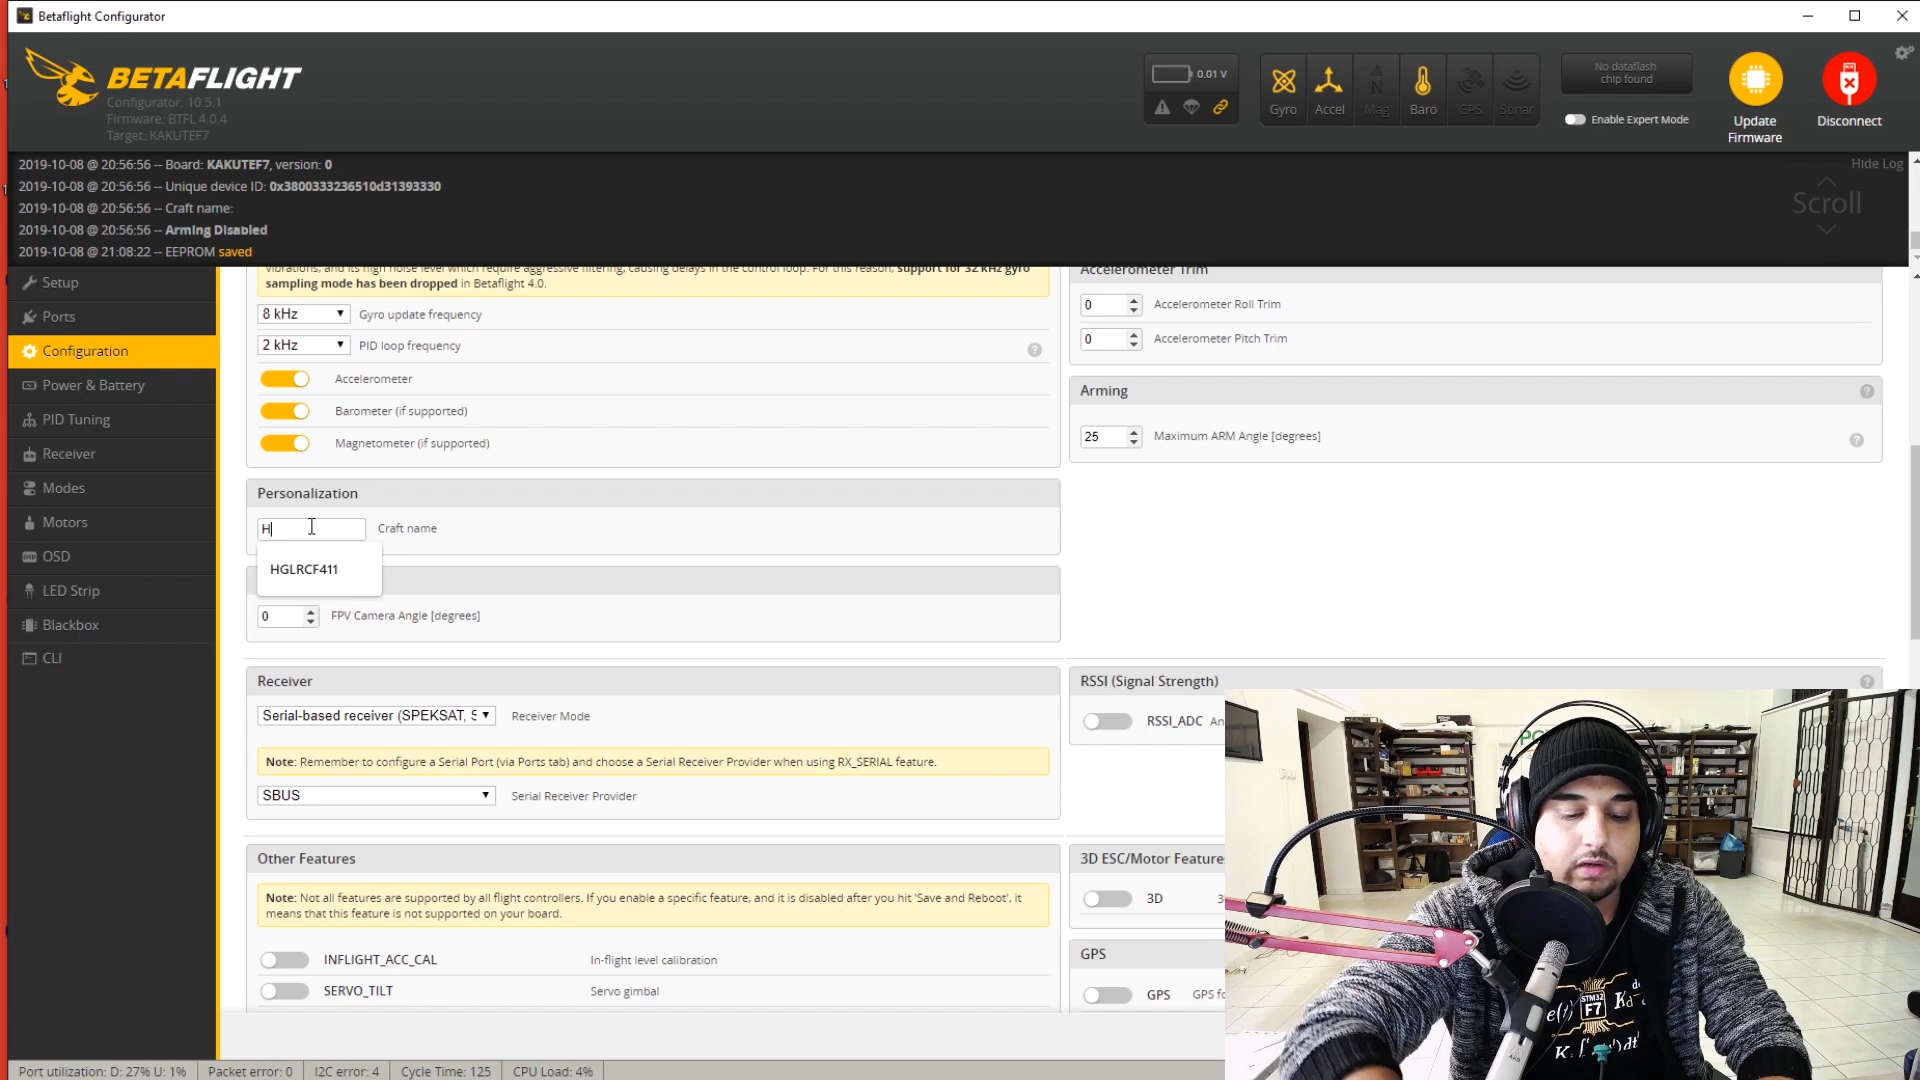 Betaflight Configurator
BETAFLIGHT
Configurator: 10.5.1
Firmware: BTFL 4.0.4
Target: KAKUTEF7
0.01 V
Gyro
Accel
Mag
Baro
GPS
Sonar
No dataflash
chip found
Enable Expert Mode
Update
Firmware
Disconnect
2019-10-08 @ 20:56:56 -- Board: KAKUTEF7, version: 0
2019-10-08 @ 20:56:56 -- Unique device ID: 0x3800333236510d31393330
2019-10-08 @ 20:56:56 -- Craft name:
2019-10-08 @ 20:56:56 -- Arming Disabled
2019-10-08 @ 21:08:22 -- EEPROM saved
Hide Log
Scroll
Setup
Ports
Configuration
Power & Battery
PID Tuning
Receiver
Modes
Motors
OSD
LED Strip
Blackbox
CLI
vibrations, and its high noise level which require aggressive filtering, causing delays in the control loop. For this reason, support for 32 kHz gyro
sampling mode has been dropped in Betaflight 4.0.
8 kHz Gyro update frequency
2 kHz PID loop frequency
Accelerometer
Barometer (if supported)
Magnetometer (if supported)
Accelerometer Trim
0 Accelerometer Roll Trim
0 Accelerometer Pitch Trim
Arming
25 Maximum ARM Angle [degrees]
Personalization
H Craft name
HGLRCF411
0 FPV Camera Angle [degrees]
Receiver
Serial-based receiver (SPEKSAT, S Receiver Mode
Note: Remember to configure a Serial Port (via Ports tab) and choose a Serial Receiver Provider when using RX_SERIAL feature.
SBUS Serial Receiver Provider
RSSI (Signal Strength)
RSSI_ADC An
Other Features
Note: Not all features are supported by all flight controllers. If you enable a specific feature, and it is disabled after you hit 'Save and Reboot', it
means that this feature is not supported on your board.
INFLIGHT_ACC_CAL In-flight level calibration
SERVO_TILT Servo gimbal
3D ESC/Motor Feature
3D 3
GPS
GPS GPS fo
STM32
F7
Port utilization: D: 27% U: 1%
Packet error: 0
I2C error: 4
Cycle Time: 125
CPU Load: 4%